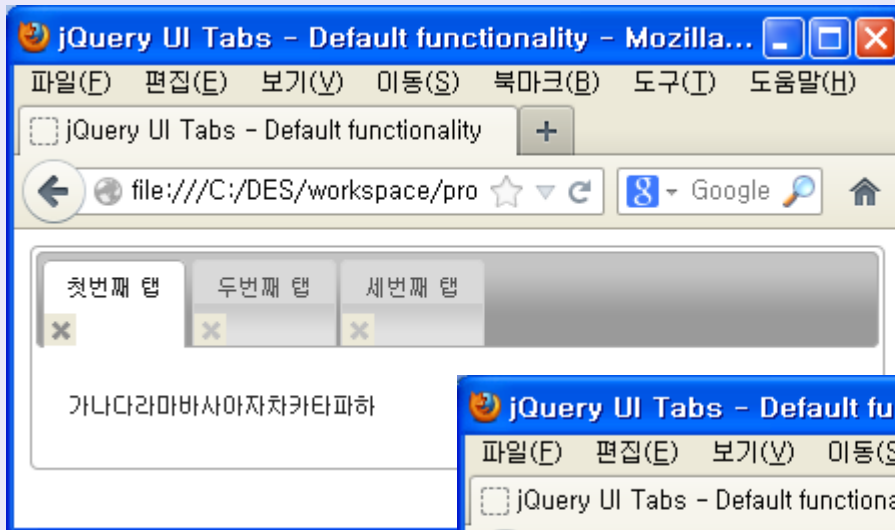 jQuery UI Tabs - Default functionality - Mozilla...
파일(F) 편집(E) 보기(V) 이동(S) 북마크(B) 도구(T) 도움말(H)
jQuery UI Tabs - Default functionality
file:///C:/DES/workspace/pro Google
첫번째 탭 두번째 탭 세번째 탭
가나다라마바사아자차카타파하
jQuery UI Tabs - Default fu
파일(F) 편집(E) 보기(V) 이동(S
jQuery UI Tabs - Default functiona